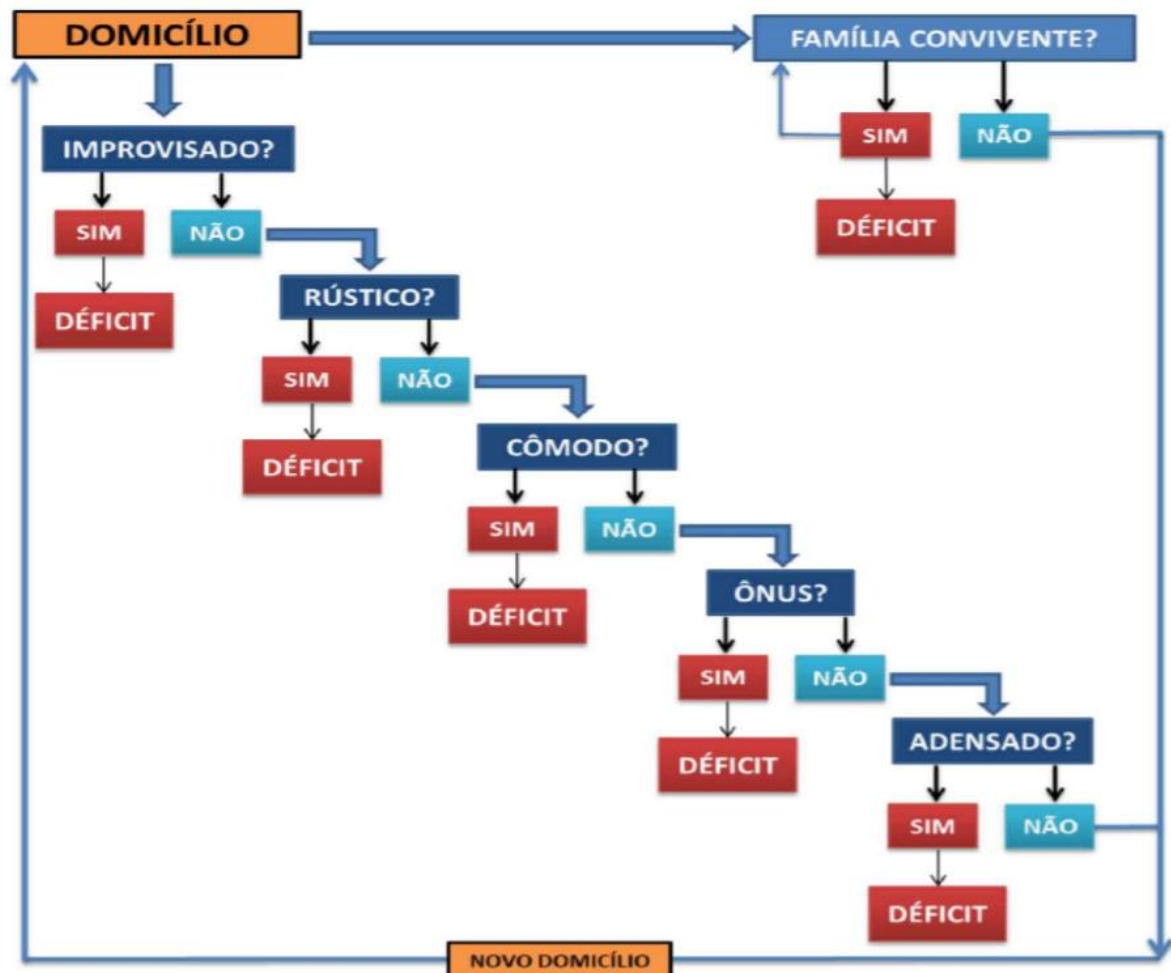 DOMICÍLIO
FAMÍLIA CONVIVENTE?
SIM
NÃO
DÉFICIT
IMPROVISADO?
SIM
NÃO
DÉFICIT
RÚSTICO?
SIM
NÃO
DÉFICIT
CÔMODO?
SIM
NÃO
DÉFICIT
ÔNUS?
SIM
NÃO
DÉFICIT
ADENSADO?
SIM
NÃO
DÉFICIT
NOVO DOMICÍLIO